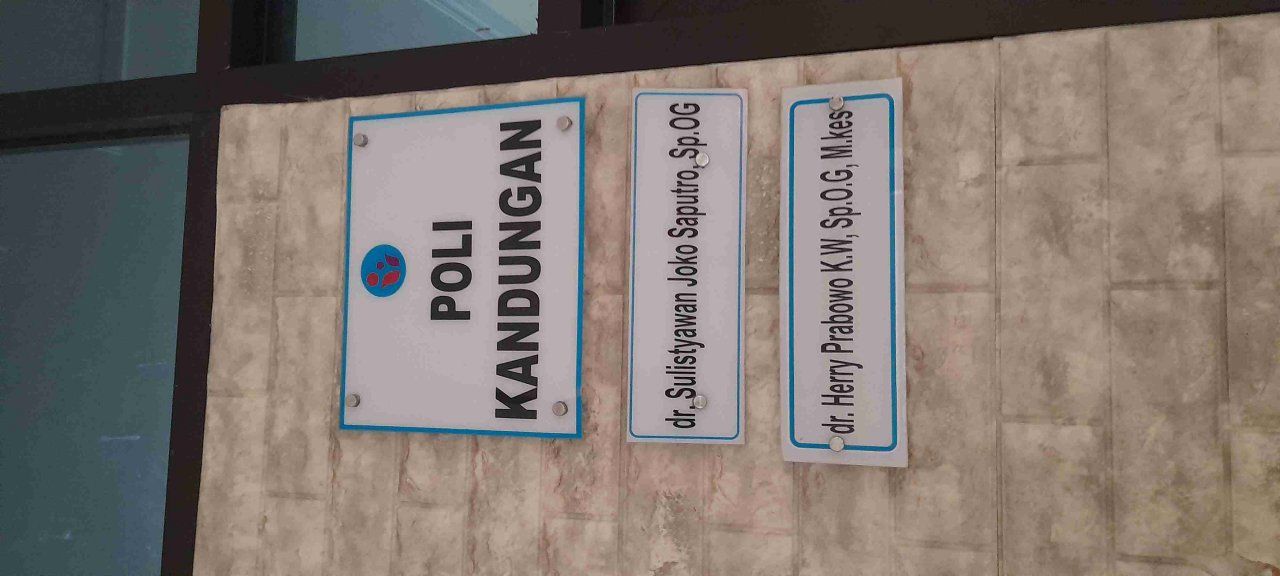 POLI
KANDUNGAN
dr. Sulistyawan Joko Saputro, Sp.OG
dr. Herry Prabowo K.W, Sp.O.G, M.kes